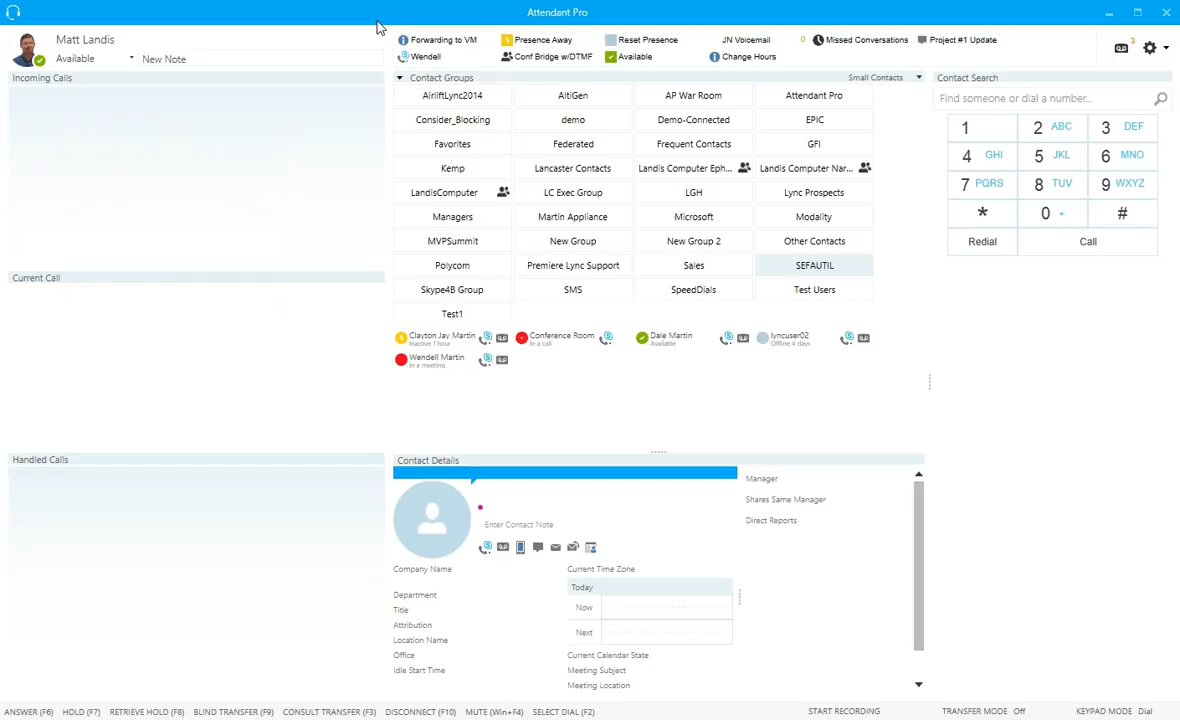 Attendant Pro
Matt Landis
Available
New Note
Forwarding to VM
Presence Away
Reset Presence
JN Voicemail
0
Missed Conversations
Project #1 Update
Wendell
Conf Bridge w/DTMF
Available
Change Hours
3
Incoming Calls
Contact Groups
Small Contacts
Contact Search
Find someone or dial a number...
AirliftLync2014
AltiGen
AP War Room
Attendant Pro
Consider_Blocking
demo
Demo-Connected
EPIC
Favorites
Federated
Frequent Contacts
GFI
Kemp
Lancaster Contacts
Landis Computer Eph...
Landis Computer Nar...
LandisComputer
LC Exec Group
LGH
Lync Prospects
Managers
Martin Appliance
Microsoft
Modality
MVPSummit
New Group
New Group 2
Other Contacts
Polycom
Premiere Lync Support
Sales
SEFAUTIL
Skype4B Group
SMS
SpeedDials
Test Users
Test1
1
2 ABC
3 DEF
4 GHI
5 JKL
6 MNO
7 PQRS
8 TUV
9 WXYZ
*
0 +
#
Redial
Call
Current Call
Clayton Jay Martin
Inactive 1 hour
Conference Room
In a call
Dale Martin
Available
lyncuser02
Offline 4 days
Wendell Martin
In a meeting
Handled Calls
Contact Details
Enter Contact Note
Manager
Shares Same Manager
Direct Reports
Company Name
Department
Title
Attribution
Location Name
Office
Idle Start Time
Current Time Zone
Today
Now
Next
Current Calendar State
Meeting Subject
Meeting Location
ANSWER (F6)
HOLD (F7)
RETRIEVE HOLD (F8)
BLIND TRANSFER (F9)
CONSULT TRANSFER (F3)
DISCONNECT (F10)
MUTE (Win+F4)
SELECT DIAL (F2)
START RECORDING
TRANSFER MODE Off
KEYPAD MODE Dial